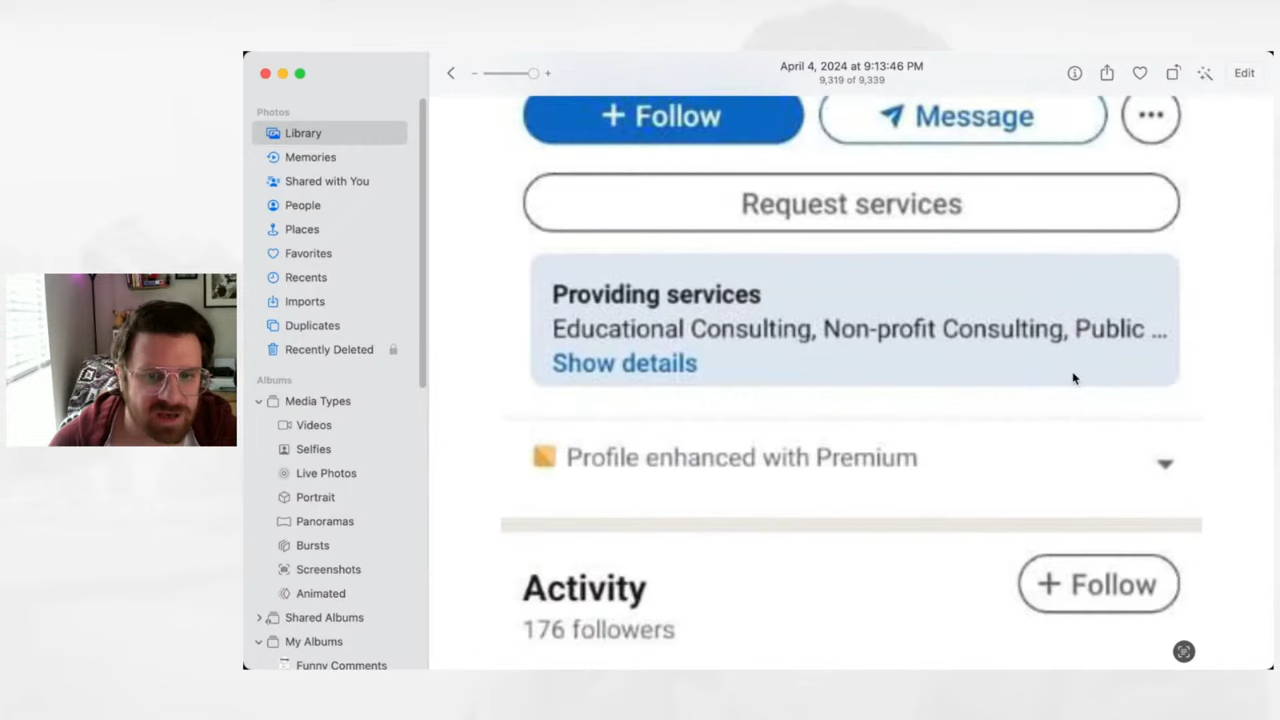 April 4, 2024 at 9:13:46 PM
9,319 of 9,339
Edit
Photos
Library
Memories
Shared with You
People
Places
Favorites
Recents
Imports
Duplicates
Recently Deleted
Albums
Media Types
Videos
Selfies
Live Photos
Portrait
Panoramas
Bursts
Screenshots
Animated
Shared Albums
My Albums
Funny Comments
+ Follow
Message
Request services
Providing services
Educational Consulting, Non-profit Consulting, Public ...
Show details
Profile enhanced with Premium
Activity
+ Follow
176 followers